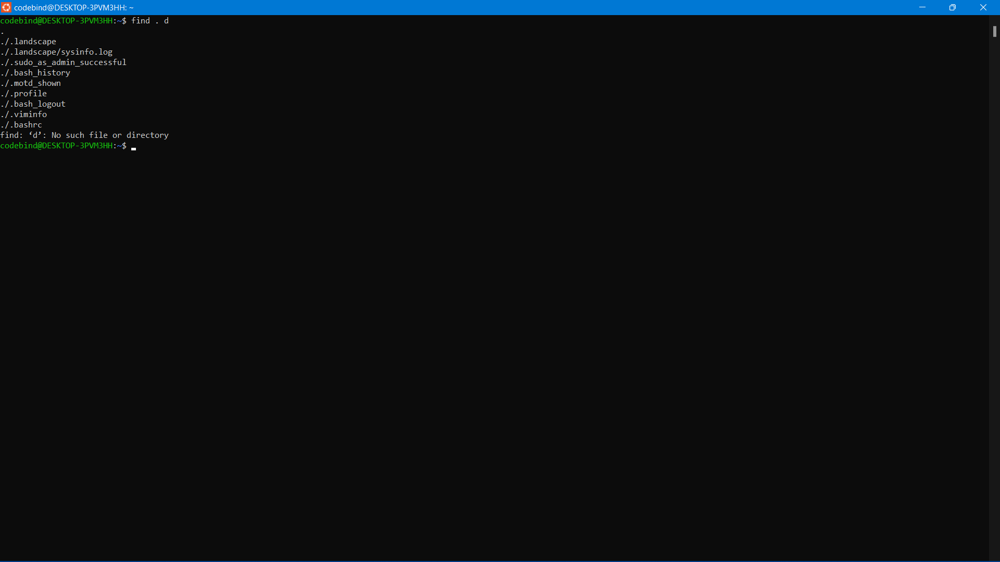 codebind@DESKTOP-3PVM3HH: ~
codebind@DESKTOP-3PVM3HH:~$ find . d
.
./.landscape
./.landscape/sysinfo.log
./.sudo_as_admin_successful
./.bash_history
./.motd_shown
./.profile
./.bash_logout
./.viminfo
./.bashrc
find: ‘d’: No such file or directory
codebind@DESKTOP-3PVM3HH:~$